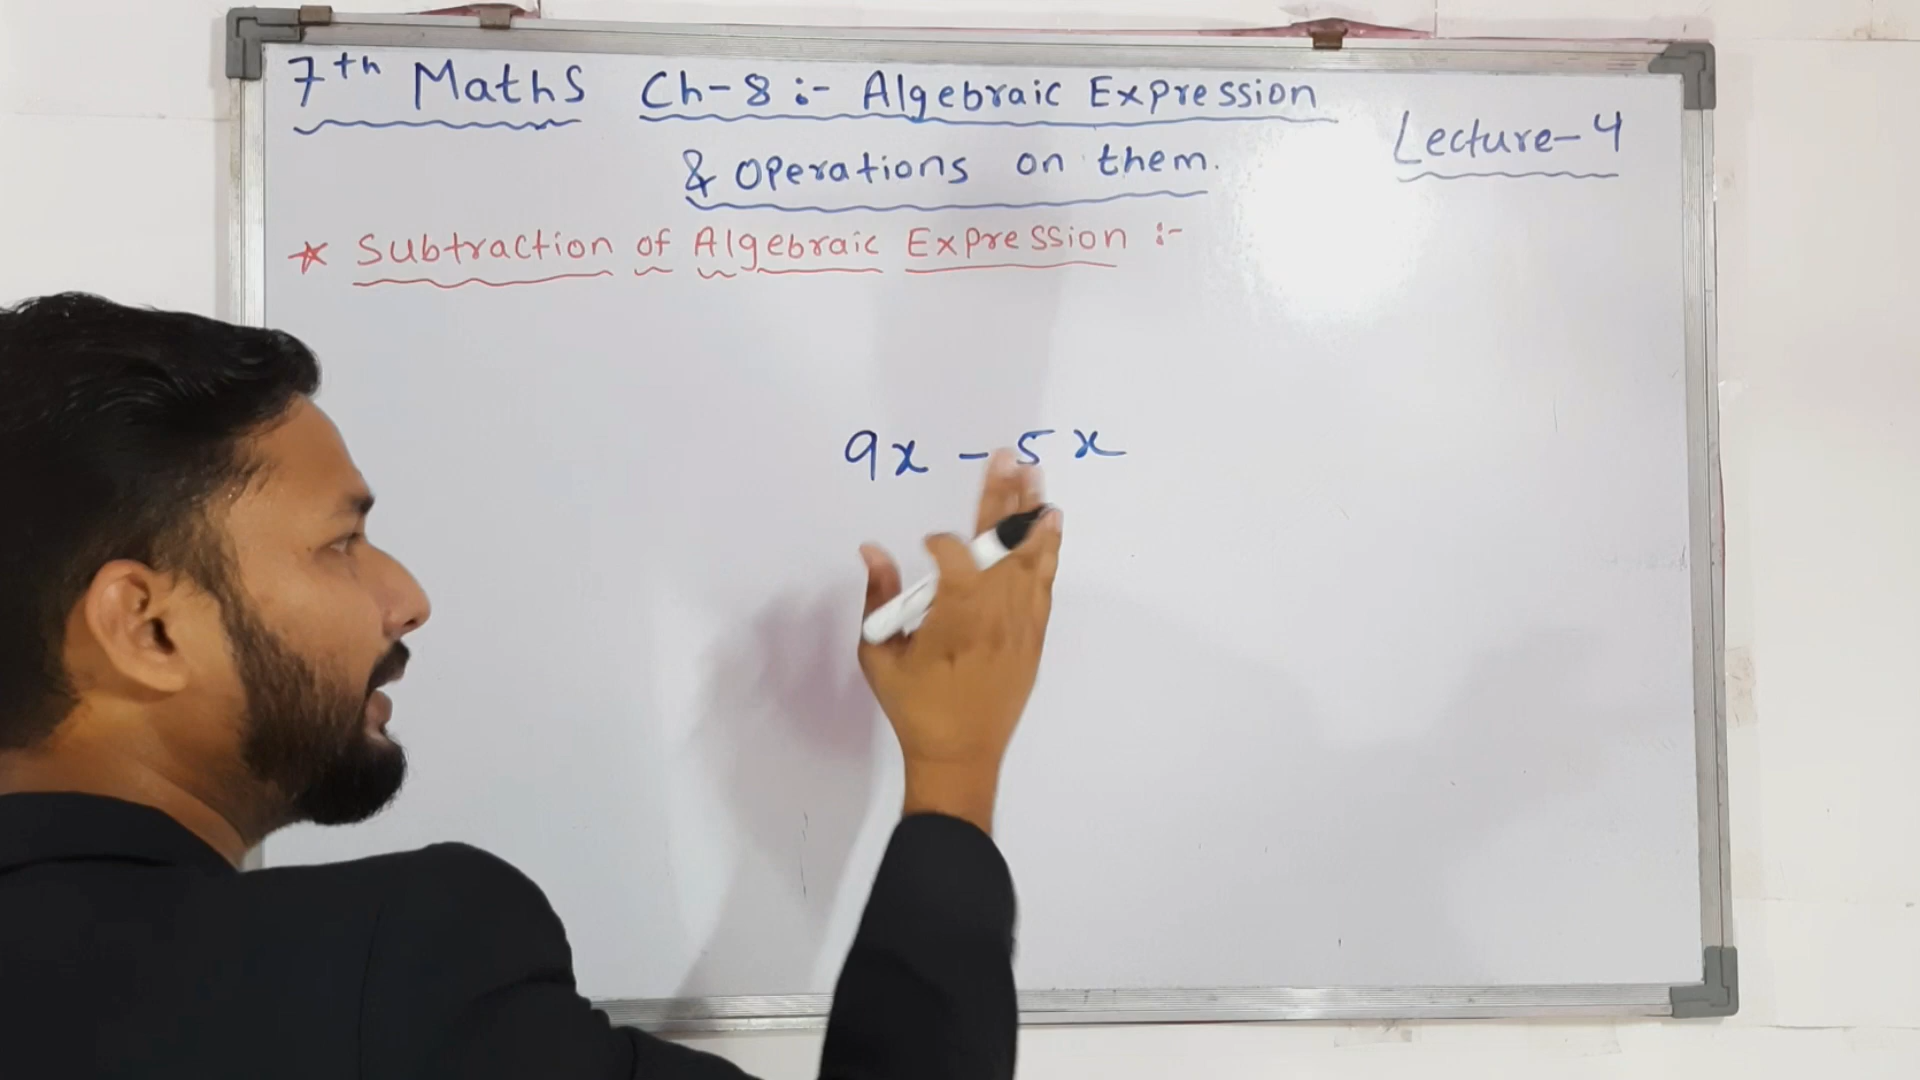 7th Maths Ch-8 :- Algebraic Expression
& Operations on them.
Lecture-4
* Subtraction of Algebraic Expression :-
9x - 5x